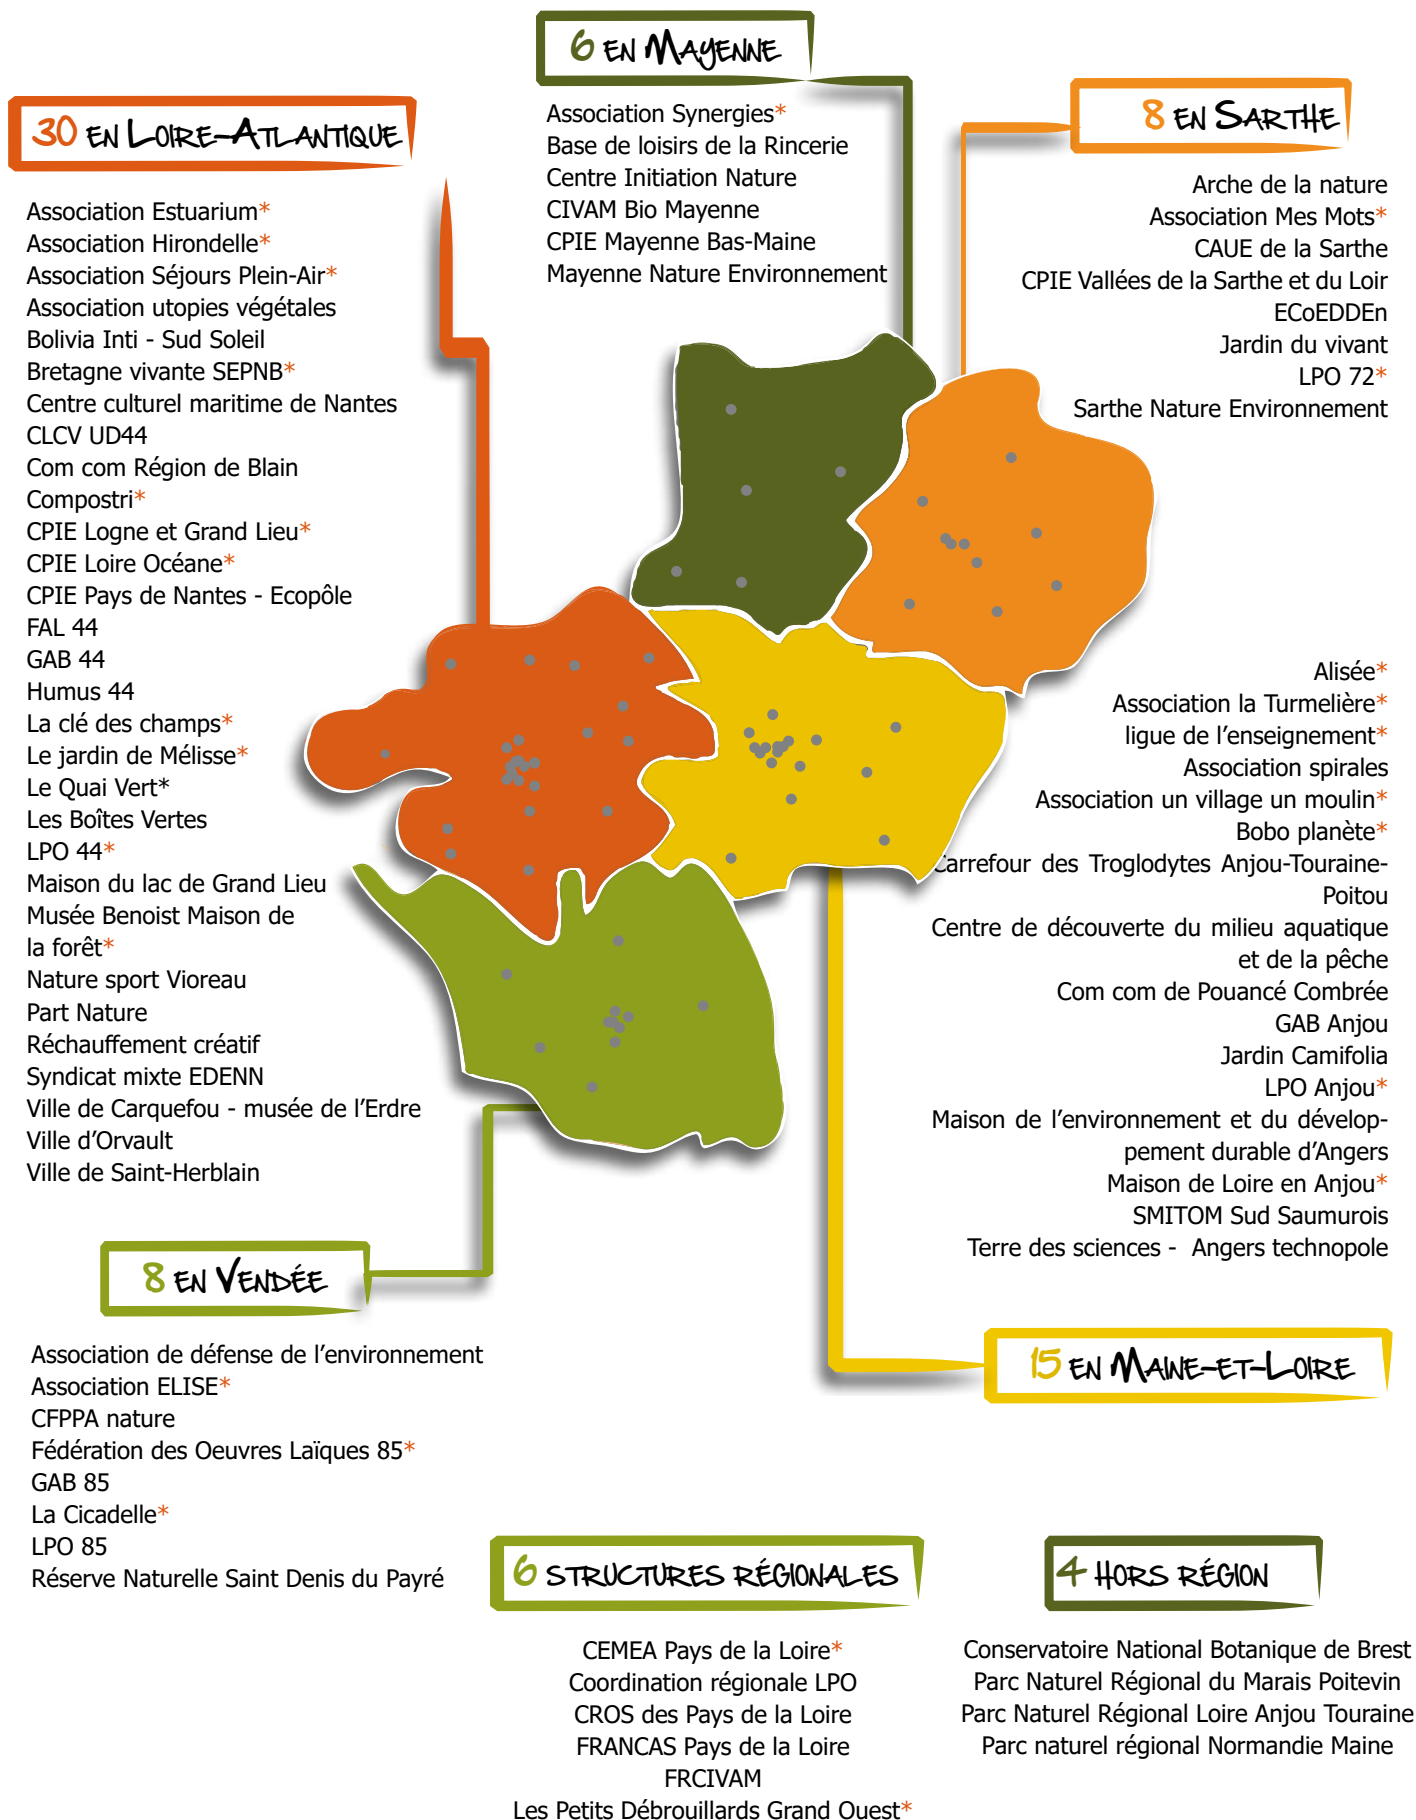 6 EN MAYENNE
Association Synergies*
Base de loisirs de la Rincerie
Centre Initiation Nature
CIVAM Bio Mayenne
CPIE Mayenne Bas-Maine
Mayenne Nature Environnement
8 EN SARTHE
Arche de la nature
Association Mes Mots*
CAUE de la Sarthe
CPIE Vallées de la Sarthe et du Loir
ECoEDDEn
Jardin du vivant
LPO 72*
Sarthe Nature Environnement
30 EN LOIRE-ATLANTIQUE
Association Estuarium*
Association Hirondelle*
Association Séjours Plein-Air*
Association utopies végétales
Bolivia Inti - Sud Soleil
Bretagne vivante SEPNB*
Centre culturel maritime de Nantes
CLCV UD44
Com com Région de Blain
Compostri*
CPIE Logne et Grand Lieu*
CPIE Loire Océane*
CPIE Pays de Nantes - Ecopôle
FAL 44
GAB 44
Humus 44
La clé des champs*
Le jardin de Mélisse*
Le Quai Vert*
Les Boîtes Vertes
LPO 44*
Maison du lac de Grand Lieu
Musée Benoist Maison de
la forêt*
Nature sport Vioreau
Part Nature
Réchauffement créatif
Syndicat mixte EDENN
Ville de Carquefou - musée de l'Erdre
Ville d'Orvault
Ville de Saint-Herblain
Alisée*
Association la Turmelière*
ligue de l'enseignement*
Association spirales
Association un village un moulin*
Bobo planète*
Carrefour des Troglodytes Anjou-Touraine-
Poitou
Centre de découverte du milieu aquatique
et de la pêche
Com com de Pouancé Combrée
GAB Anjou
Jardin Camifolia
LPO Anjou*
Maison de l'environnement et du dévelop-
pement durable d'Angers
Maison de Loire en Anjou*
SMITOM Sud Saumurois
Terre des sciences - Angers technopole
15 EN MAINE-ET-LOIRE
8 EN VENDÉE
Association de défense de l'environnement
Association ELISE*
CFPPA nature
Fédération des Oeuvres Laïques 85*
GAB 85
La Cicadelle*
LPO 85
Réserve Naturelle Saint Denis du Payré
6 STRUCTURES RÉGIONALES
CEMEA Pays de la Loire*
Coordination régionale LPO
CROS des Pays de la Loire
FRANCAS Pays de la Loire
FRCIVAM
Les Petits Débrouillards Grand Ouest*
4 HORS RÉGION
Conservatoire National Botanique de Brest
Parc Naturel Régional du Marais Poitevin
Parc Naturel Régional Loire Anjou Touraine
Parc naturel régional Normandie Maine